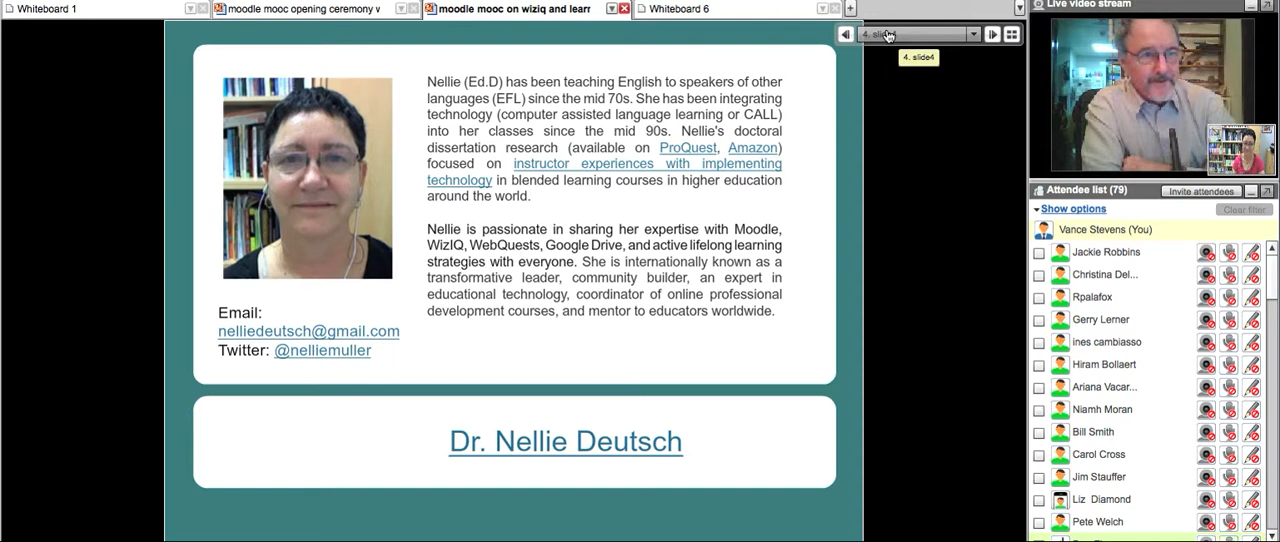 Whiteboard 1
moodle mooc opening ceremony v
moodle mooc on wiziq and learr
Whiteboard 6
Live video stream
4. slide4
Nellie (Ed.D) has been teaching English to speakers of other
languages (EFL) since the mid 70s. She has been integrating
technology (computer assisted language learning or CALL)
into her classes since the mid 90s. Nellie's doctoral
dissertation research (available on ProQuest, Amazon)
focused on instructor experiences with implementing
technology in blended learning courses in higher education
around the world.
Nellie is passionate in sharing her expertise with Moodle,
WizIQ, WebQuests, Google Drive, and active lifelong learning
strategies with everyone. She is internationally known as a
transformative leader, community builder, an expert in
educational technology, coordinator of online professional
development courses, and mentor to educators worldwide.
Email:
nelliedeutsch@gmail.com
Twitter: @nelliemuller
Dr. Nellie Deutsch
Attendee list (79)
Invite attendees
Show options
Clear filter
Vance Stevens (You)
Jackie Robbins
Christina Del...
Rpalafox
Gerry Lerner
ines cambiasso
Hiram Bollaert
Ariana Vacar...
Niamh Moran
Bill Smith
Carol Cross
Jim Stauffer
Liz Diamond
Pete Welch